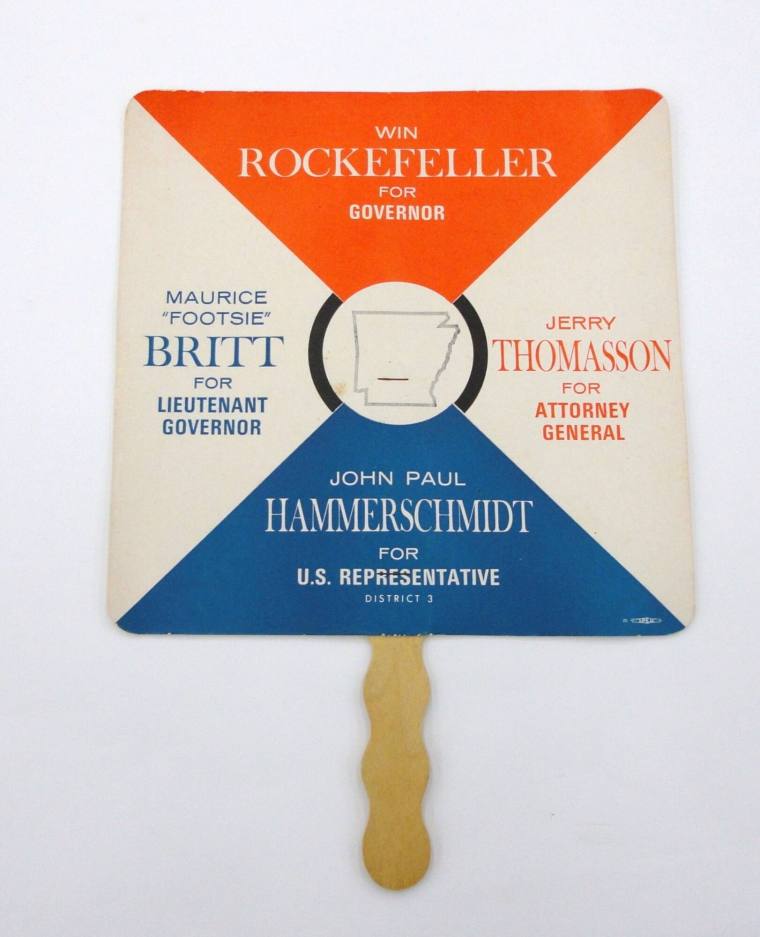 WIN
ROCKEFELLER
FOR
GOVERNOR
MAURICE
"FOOTSIE"
BRITT
FOR
LIEUTENANT
GOVERNOR
JERRY
THOMASSON
FOR
ATTORNEY
GENERAL
JOHN PAUL
HAMMERSCHMIDT
FOR
U.S. REPRESENTATIVE
DISTRICT 3